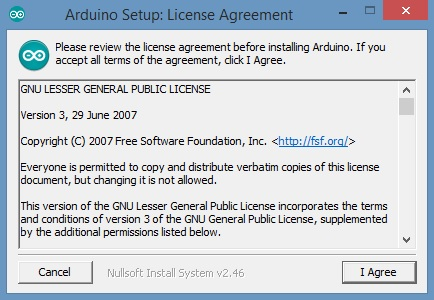 Arduino Setup: License Agreement
Please review the license agreement before installing Arduino. If you
accept all terms of the agreement, click I Agree.
GNU LESSER GENERAL PUBLIC LICENSE
Version 3, 29 June 2007
Copyright (C) 2007 Free Software Foundation, Inc. <http://fsf.org/>
Everyone is permitted to copy and distribute verbatim copies of this license
document, but changing it is not allowed.
This version of the GNU Lesser General Public License incorporates the terms
and conditions of version 3 of the GNU General Public License, supplemented
by the additional permissions listed below.
Cancel
Nullsoft Install System v2.46
I Agree